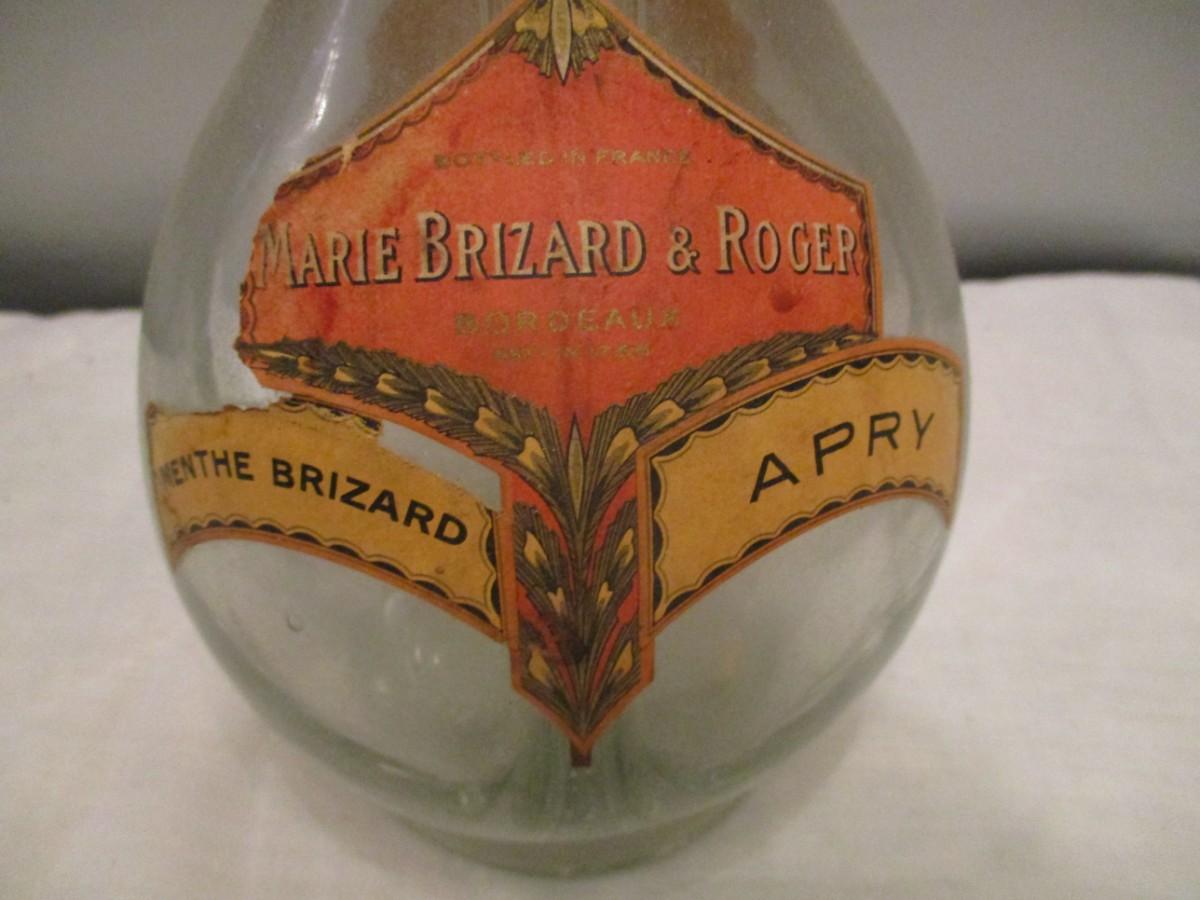 BOTTLED IN FRANCE
MARIE BRIZARD & ROGER
BORDEAUX
MENTHE BRIZARD
APRY